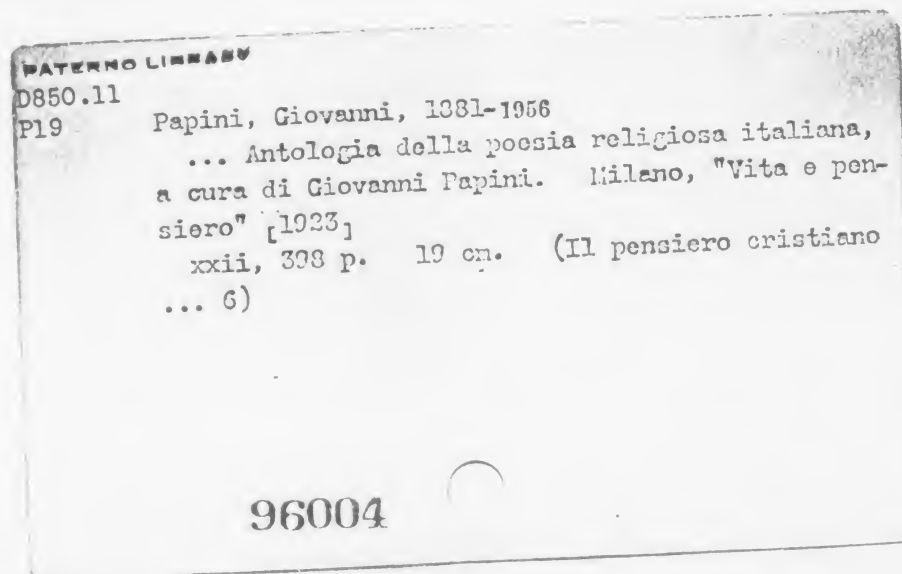 PATERNO LIBRARY
D850.11
P19 Papini, Giovanni, 1881-1956
... Antologia della poesia religiosa italiana,
a cura di Giovanni Papini. Milano, "Vita e pen-
siero" [1923]
xxii, 398 p. 19 cm. (Il pensiero cristiano
... 6)
96004